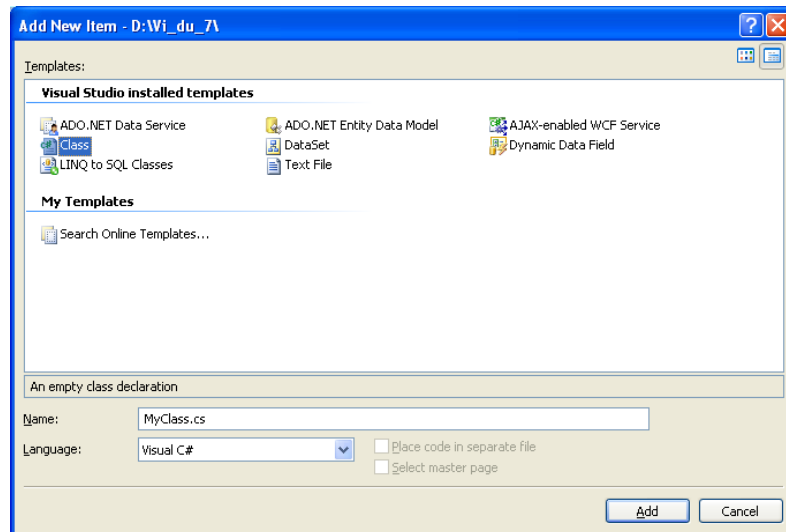 Add New Item - D:\Vi_du_7\
Templates:
Visual Studio installed templates
ADO.NET Data Service ADO.NET Entity Data Model AJAX-enabled WCF Service
Class DataSet Dynamic Data Field
LINQ to SQL Classes Text File
My Templates
Search Online Templates...
An empty class declaration
Name: MyClass.cs
Language: Visual C# Place code in separate file
Select master page
Add Cancel